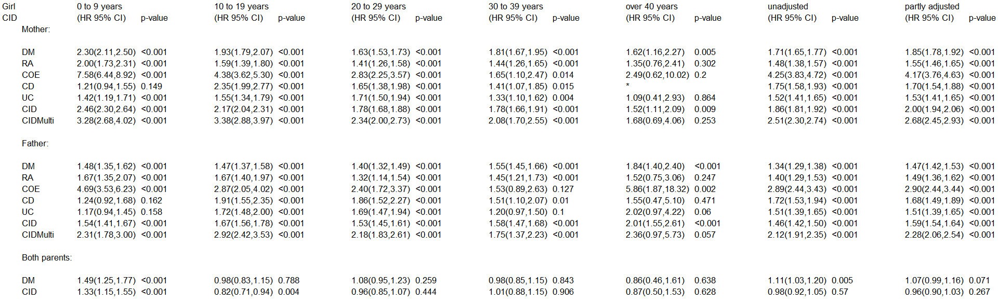 Girl 0 to 9 years 10 to 19 years 20 to 29 years 30 to 39 years over 40 years unadjusted partly adjusted
CID (HR 95% CI) p-value (HR 95% CI) p-value (HR 95% CI) p-value (HR 95% CI) p-value (HR 95% CI) p-value (HR 95% CI) p-value (HR 95% CI) p-value
Mother:
DM 2.30(2.11,2.50) <0.001 1.93(1.79,2.07) <0.001 1.63(1.53,1.73) <0.001 1.81(1.67,1.95) <0.001 1.62(1.16,2.27) 0.005 1.71(1.65,1.77) <0.001 1.85(1.78,1.92) <0.001
RA 2.00(1.73,2.31) <0.001 1.59(1.39,1.80) <0.001 1.41(1.26,1.58) <0.001 1.44(1.26,1.65) <0.001 1.35(0.76,2.41) 0.302 1.48(1.38,1.57) <0.001 1.55(1.46,1.65) <0.001
COE 7.58(6.44,8.92) <0.001 4.38(3.62,5.30) <0.001 2.83(2.25,3.57) <0.001 1.65(1.10,2.47) 0.014 2.49(0.62,10.02) 0.2 4.25(3.83,4.72) <0.001 4.17(3.76,4.63) <0.001
CD 1.21(0.94,1.55) 0.149 2.35(1.99,2.77) <0.001 1.65(1.38,1.98) <0.001 1.41(1.07,1.85) 0.015 * 1.75(1.58,1.93) <0.001 1.70(1.54,1.88) <0.001
UC 1.42(1.19,1.71) <0.001 1.55(1.34,1.79) <0.001 1.71(1.50,1.94) <0.001 1.33(1.10,1.62) 0.004 1.09(0.41,2.93) 0.864 1.52(1.41,1.65) <0.001 1.53(1.41,1.65) <0.001
CID 2.46(2.30,2.64) <0.001 2.17(2.04,2.31) <0.001 1.78(1.68,1.88) <0.001 1.78(1.66,1.91) <0.001 1.52(1.11,2.09) 0.009 1.86(1.81,1.92) <0.001 2.00(1.94,2.06) <0.001
CIDMulti 3.28(2.68,4.02) <0.001 3.38(2.88,3.97) <0.001 2.34(2.00,2.73) <0.001 2.08(1.70,2.55) <0.001 1.68(0.69,4.06) 0.253 2.51(2.30,2.74) <0.001 2.68(2.45,2.93) <0.001
Father:
DM 1.48(1.35,1.62) <0.001 1.47(1.37,1.58) <0.001 1.40(1.32,1.49) <0.001 1.55(1.45,1.66) <0.001 1.84(1.40,2.40) <0.001 1.34(1.29,1.38) <0.001 1.47(1.42,1.53) <0.001
RA 1.67(1.35,2.07) <0.001 1.67(1.40,1.97) <0.001 1.32(1.14,1.54) <0.001 1.45(1.21,1.73) <0.001 1.52(0.75,3.06) 0.247 1.40(1.29,1.53) <0.001 1.49(1.36,1.62) <0.001
COE 4.69(3.53,6.23) <0.001 2.87(2.05,4.02) <0.001 2.40(1.72,3.37) <0.001 1.53(0.89,2.63) 0.127 5.86(1.87,18.32) 0.002 2.89(2.44,3.43) <0.001 2.90(2.44,3.44) <0.001
CD 1.24(0.92,1.68) 0.162 1.91(1.55,2.35) <0.001 1.86(1.52,2.27) <0.001 1.51(1.10,2.07) 0.01 1.55(0.47,5.10) 0.471 1.72(1.53,1.94) <0.001 1.68(1.49,1.89) <0.001
UC 1.17(0.94,1.45) 0.158 1.72(1.48,2.00) <0.001 1.69(1.47,1.94) <0.001 1.20(0.97,1.50) 0.1 2.02(0.97,4.22) 0.06 1.51(1.39,1.65) <0.001 1.51(1.39,1.65) <0.001
CID 1.54(1.41,1.67) <0.001 1.67(1.56,1.78) <0.001 1.53(1.45,1.61) <0.001 1.58(1.47,1.68) <0.001 2.01(1.55,2.61) <0.001 1.46(1.42,1.50) <0.001 1.59(1.54,1.64) <0.001
CIDMulti 2.31(1.78,3.00) <0.001 2.92(2.42,3.53) <0.001 2.18(1.83,2.61) <0.001 1.75(1.37,2.23) <0.001 2.36(0.97,5.73) 0.057 2.12(1.91,2.35) <0.001 2.28(2.06,2.54) <0.001
Both parents:
DM 1.49(1.25,1.77) <0.001 0.98(0.83,1.15) 0.788 1.08(0.95,1.23) 0.259 0.98(0.85,1.15) 0.843 0.86(0.46,1.61) 0.638 1.11(1.03,1.20) 0.005 1.07(0.99,1.16) 0.071
CID 1.33(1.15,1.55) <0.001 0.82(0.71,0.94) 0.004 0.96(0.85,1.07) 0.444 1.01(0.88,1.15) 0.906 0.87(0.50,1.53) 0.628 0.98(0.92,1.05) 0.57 0.96(0.90,1.03) 0.267